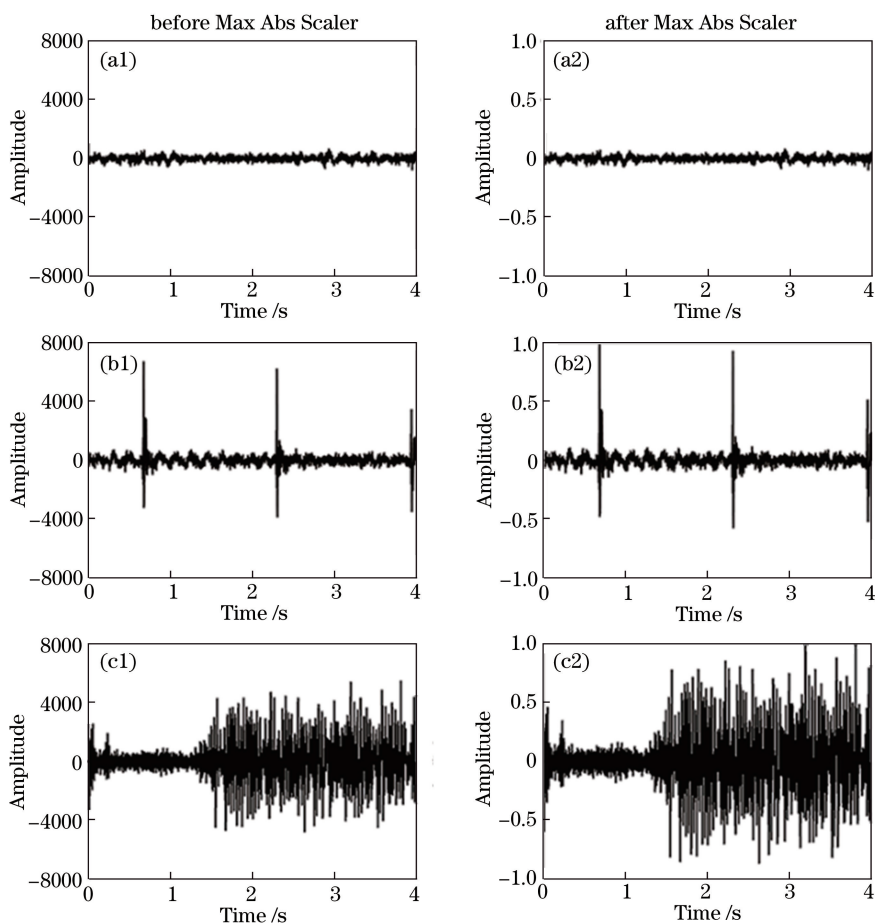 before Max Abs Scaler
after Max Abs Scaler
8000
4000
0
−4000
−8000
Amplitude
(a1)
0 1 2 3 4
Time /s
1.0
0.5
0
−0.5
−1.0
Amplitude
(a2)
0 1 2 3 4
Time /s
8000
4000
0
−4000
−8000
Amplitude
(b1)
0 1 2 3 4
Time /s
1.0
0.5
0
−0.5
−1.0
Amplitude
(b2)
0 1 2 3 4
Time /s
8000
4000
0
−4000
−8000
Amplitude
(c1)
0 1 2 3 4
Time /s
1.0
0.5
0
−0.5
−1.0
Amplitude
(c2)
0 1 2 3 4
Time /s